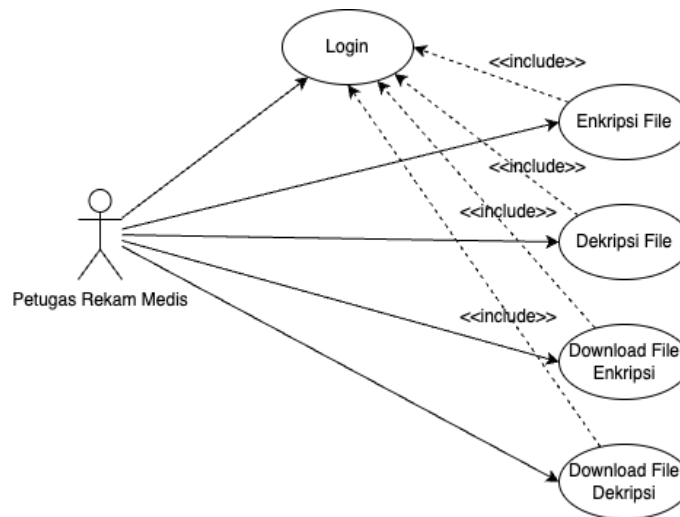 Login
<<include>>
Enkripsi File
<<include>>
<<include>>
Dekripsi File
Petugas Rekam Medis
<<include>>
Download File
Enkripsi
Download File
Dekripsi